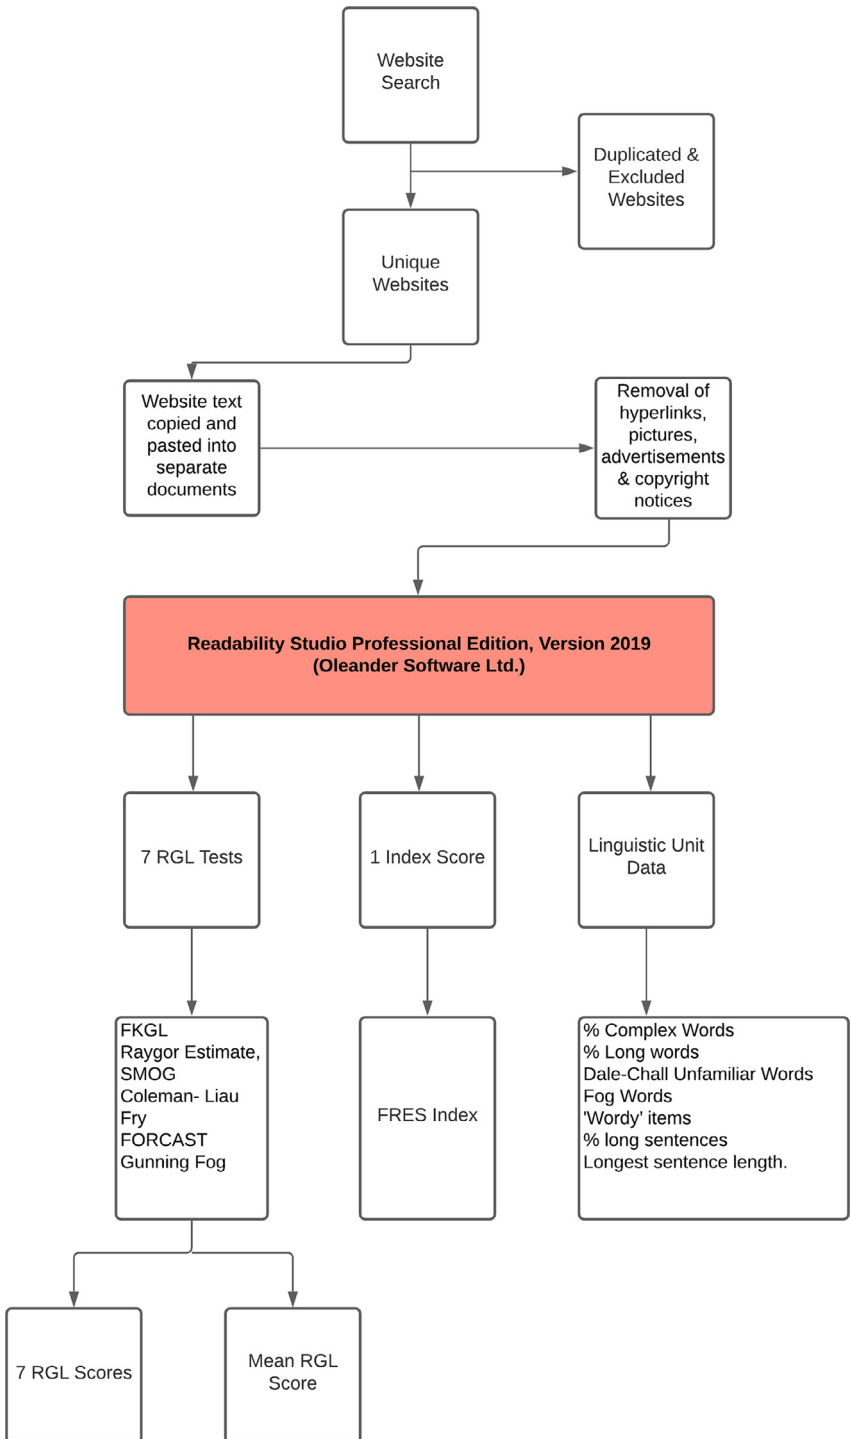 Website
Search
Duplicated &
Excluded
Websites
Unique
Websites
Website text
copied and
pasted into
separate
documents
Removal of
hyperlinks,
pictures,
advertisements
& copyright
notices
Readability Studio Professional Edition, Version 2019
(Oleander Software Ltd.)
7 RGL Tests
1 Index Score
Linguistic Unit
Data
FKGL
Raygor Estimate,
SMOG
Coleman- Liau
Fry
FORCAST
Gunning Fog
FRES Index
% Complex Words
% Long words
Dale-Chall Unfamiliar Words
Fog Words
'Wordy’ items
% long sentences
Longest sentence length.
7 RGL Scores
Mean RGL
Score